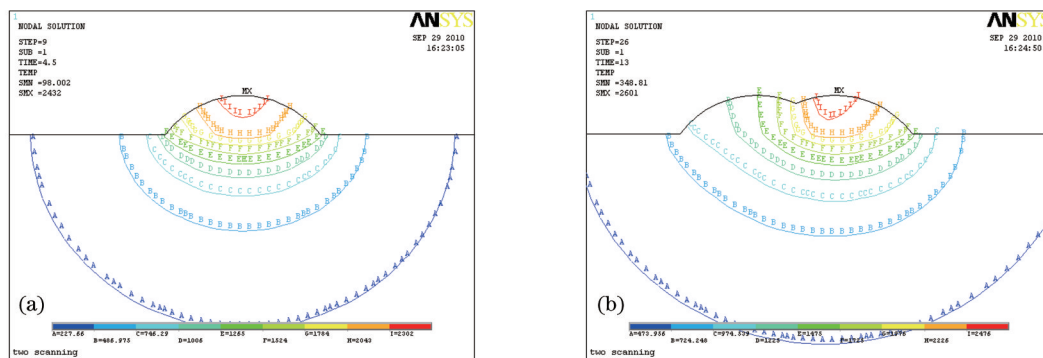 1
NODAL SOLUTION
STEP=9
SUB =1
TIME=4.5
TEMP
SMN =98.002
SMX =2432
ANSYS
SEP 29 2010
16:23:05
MX
(a)
A=227.66 C=746.29 E=1265 G=1784 I=2302
B=486.975 D=1006 F=1524 H=2043
two scanning
1
NODAL SOLUTION
STEP=26
SUB =1
TIME=13
TEMP
SMN =348.81
SMX =2601
ANSYS
SEP 29 2010
16:24:50
MX
(b)
A=473.956 C=974.539 E=1475 I=2476
B=724.248 D=1225 H=2226
two scanning